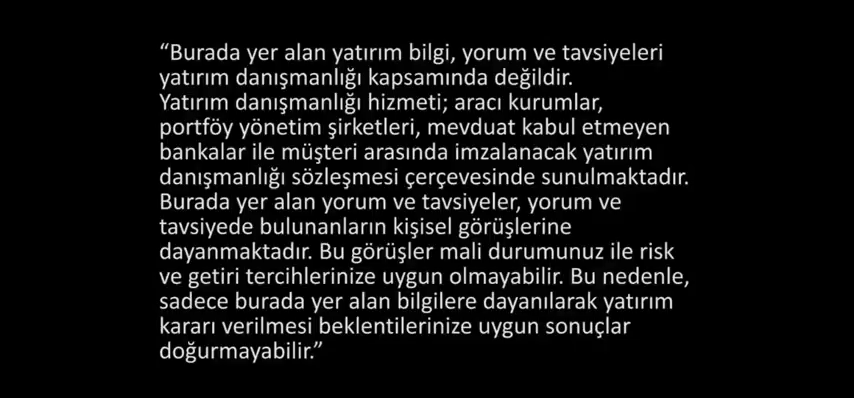 “Burada yer alan yatırım bilgi, yorum ve tavsiyeleri
yatırım danışmanlığı kapsamında değildir.
Yatırım danışmanlığı hizmeti; aracı kurumlar,
portföy yönetim şirketleri, mevduat kabul etmeyen
bankalar ile müşteri arasında imzalanacak yatırım
danışmanlığı sözleşmesi çerçevesinde sunulmaktadır.
Burada yer alan yorum ve tavsiyeler, yorum ve
tavsiyede bulunanların kişisel görüşlerine
dayanmaktadır. Bu görüşler mali durumunuz ile risk
ve getiri tercihlerinize uygun olmayabilir. Bu nedenle,
sadece burada yer alan bilgilere dayanılarak yatırım
kararı verilmesi beklentilerinize uygun sonuçlar
doğurmayabilir.”